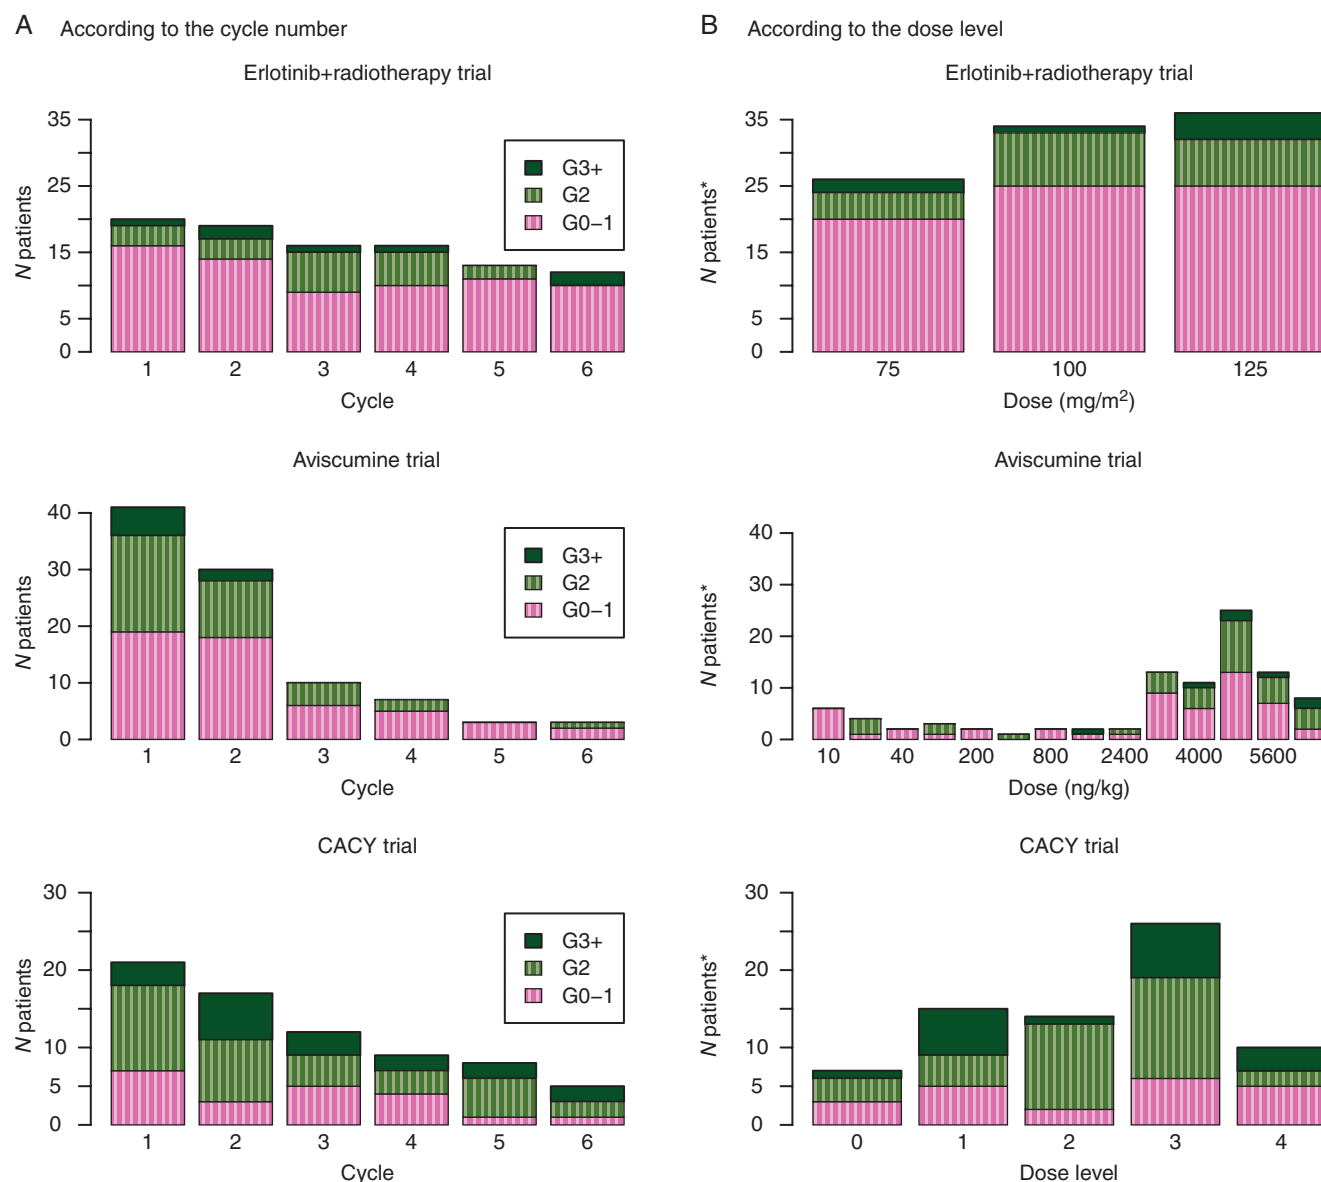 A According to the cycle number
Erlotinib+radiotherapy trial
35
25
15
5
0
N patients
G3+
G2
G0–1
1 2 3 4 5 6
Cycle
Aviscumine trial
40
30
20
10
0
N patients
G3+
G2
G0–1
1 2 3 4 5 6
Cycle
CACY trial
30
20
10
5
0
N patients
G3+
G2
G0–1
1 2 3 4 5 6
Cycle
B According to the dose level
Erlotinib+radiotherapy trial
35
25
15
5
0
N patients*
75 100 125
Dose (mg/m²)
Aviscumine trial
40
30
20
10
0
N patients*
10 40 200 800 2400 4000 5600
Dose (ng/kg)
CACY trial
30
20
10
5
0
N patients*
0 1 2 3 4
Dose level